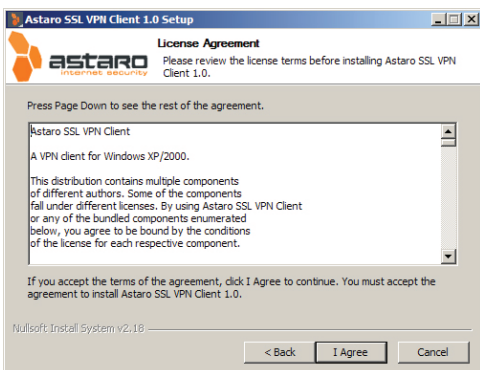 Astaro SSL VPN Client 1.0 Setup
astaro
internet security
License Agreement
Please review the license terms before installing Astaro SSL VPN
Client 1.0.
Press Page Down to see the rest of the agreement.
Astaro SSL VPN Client
A VPN client for Windows XP/2000.
This distribution contains multiple components
of different authors. Some of the components
fall under different licenses. By using Astaro SSL VPN Client
or any of the bundled components enumerated
below, you agree to be bound by the conditions
of the license for each respective component.
If you accept the terms of the agreement, click I Agree to continue. You must accept the
agreement to install Astaro SSL VPN Client 1.0.
Nullsoft Install System v2.18
< Back I Agree Cancel